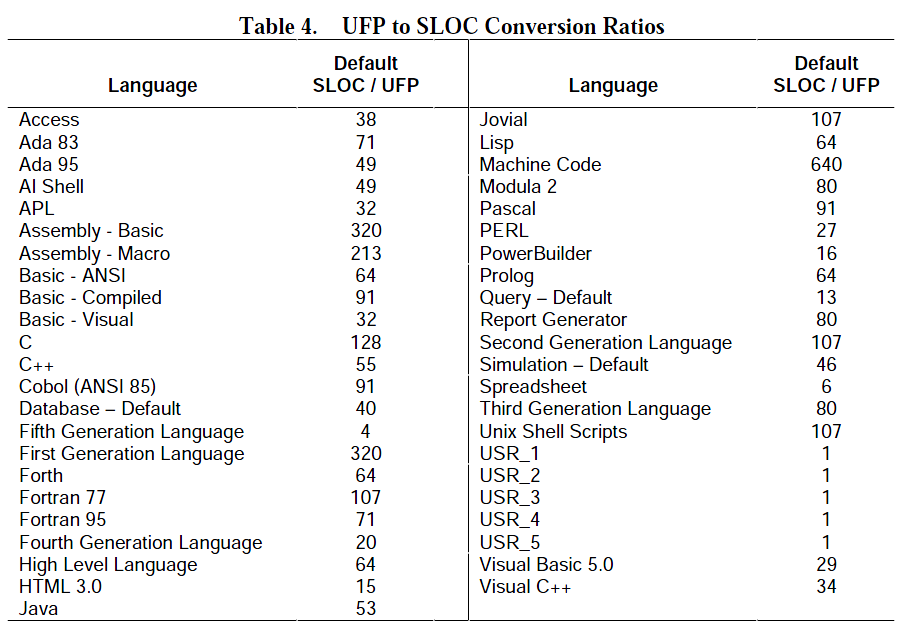 Table 4. UFP to SLOC Conversion Ratios
Language Default SLOC / UFP Language Default SLOC / UFP
Access 38 Jovial 107
Ada 83 71 Lisp 64
Ada 95 49 Machine Code 640
AI Shell 49 Modula 2 80
APL 32 Pascal 91
Assembly - Basic 320 PERL 27
Assembly - Macro 213 PowerBuilder 16
Basic - ANSI 64 Prolog 64
Basic - Compiled 91 Query – Default 13
Basic - Visual 32 Report Generator 80
C 128 Second Generation Language 107
C++ 55 Simulation – Default 46
Cobol (ANSI 85) 91 Spreadsheet 6
Database – Default 40 Third Generation Language 80
Fifth Generation Language 4 Unix Shell Scripts 107
First Generation Language 320 USR_1 1
Forth 64 USR_2 1
Fortran 77 107 USR_3 1
Fortran 95 71 USR_4 1
Fourth Generation Language 20 USR_5 1
High Level Language 64 Visual Basic 5.0 29
HTML 3.0 15 Visual C++ 34
Java 53